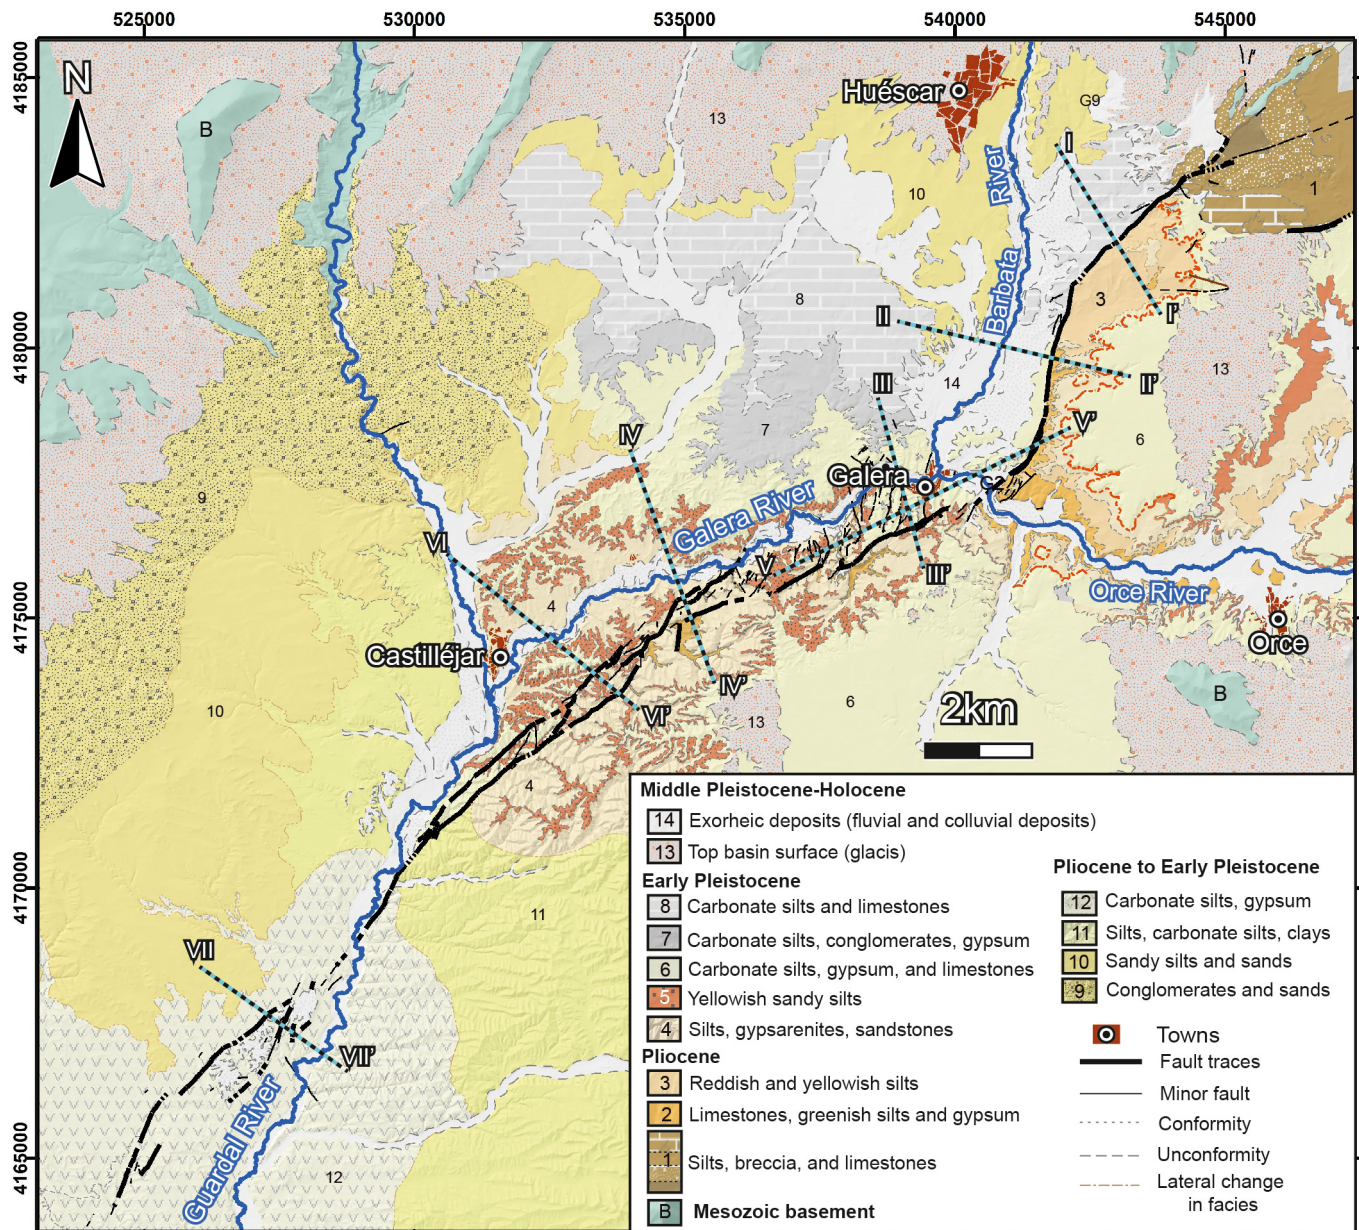 525000
530000
535000
540000
545000
4185000
4180000
4175000
4170000
4165000
N
B
13
Huéscar
G9
I
1
River
10
Barbata
8
3
I'
II
II'
13
III
14
V'
7
6
IV
Galera
G2
Galera River
9
VI
V
III'
4
Orce River
5
Castilléjar
Orce
IV'
B
VI'
13
6
2km
10
4
11
VII
VII'
Guardal River
12
Middle Pleistocene-Holocene
14 Exorheic deposits (fluvial and colluvial deposits)
13 Top basin surface (glacis)
Early Pleistocene
8 Carbonate silts and limestones
7 Carbonate silts, conglomerates, gypsum
6 Carbonate silts, gypsum, and limestones
5 Yellowish sandy silts
4 Silts, gypsarenites, sandstones
Pliocene
3 Reddish and yellowish silts
2 Limestones, greenish silts and gypsum
1 Silts, breccia, and limestones
B Mesozoic basement
Pliocene to Early Pleistocene
12 Carbonate silts, gypsum
11 Silts, carbonate silts, clays
10 Sandy silts and sands
9 Conglomerates and sands
Towns
Fault traces
Minor fault
Conformity
Unconformity
Lateral change
in facies